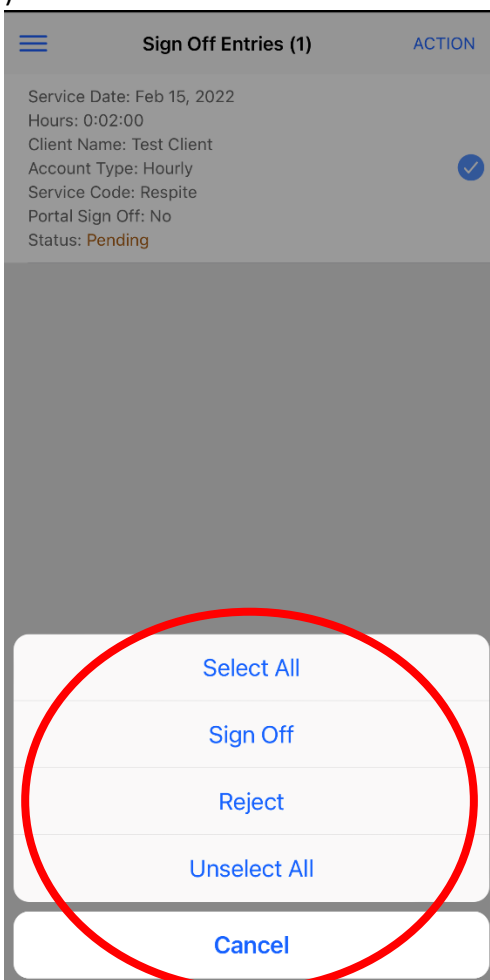 Sign Off Entries (1)
ACTION
Service Date: Feb 15, 2022
Hours: 0:02:00
Client Name: Test Client
Account Type: Hourly
Service Code: Respite
Portal Sign Off: No
Status: Pending
Select All
Sign Off
Reject
Unselect All
Cancel